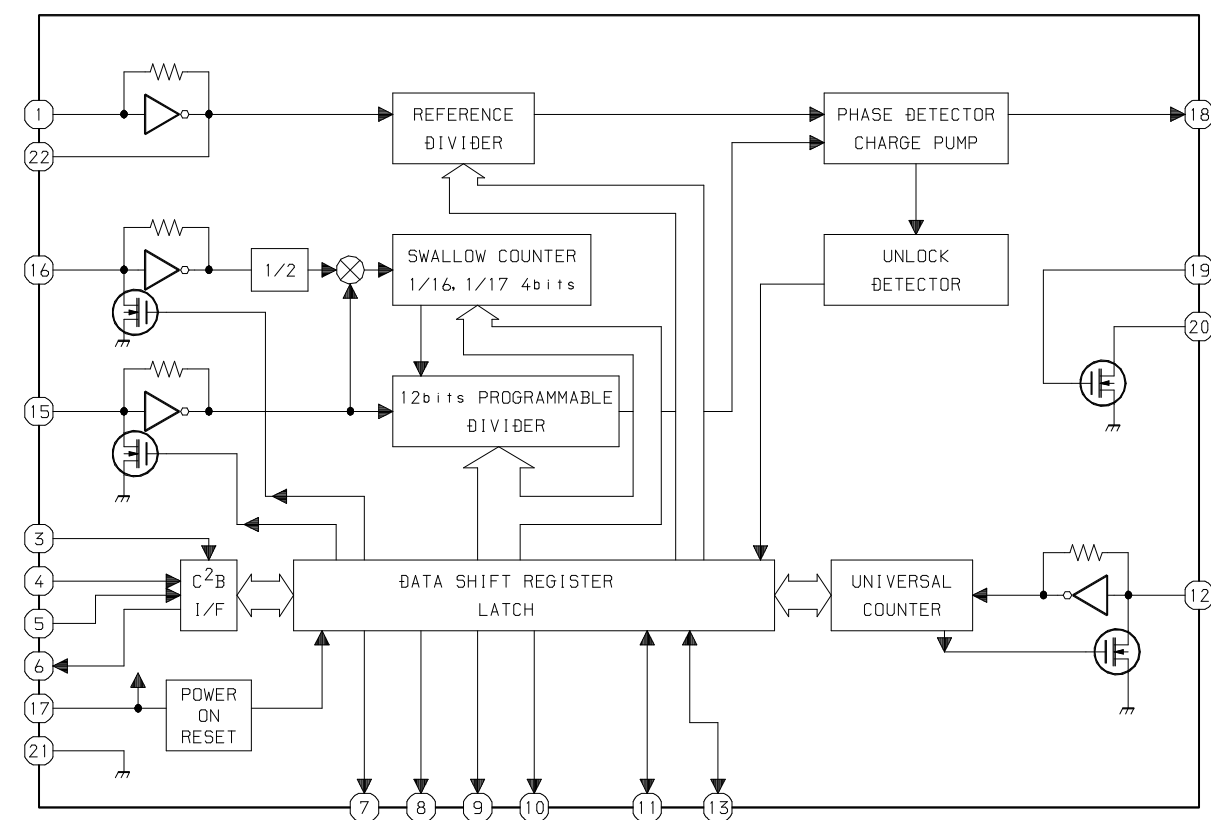 1
REFERENCE
DIVIDER
PHASE DETECTOR
CHARGE PUMP
18
22
16
1/2
SWALLOW COUNTER
1/16, 1/17 4bits
UNLOCK
DETECTOR
19
20
15
12bits PROGRAMMABLE
DIVIDER
3
4
5
6
C²B
I/F
DATA SHIFT REGISTER
LATCH
UNIVERSAL
COUNTER
12
17
POWER
ON
RESET
21
7
8
9
10
11
13